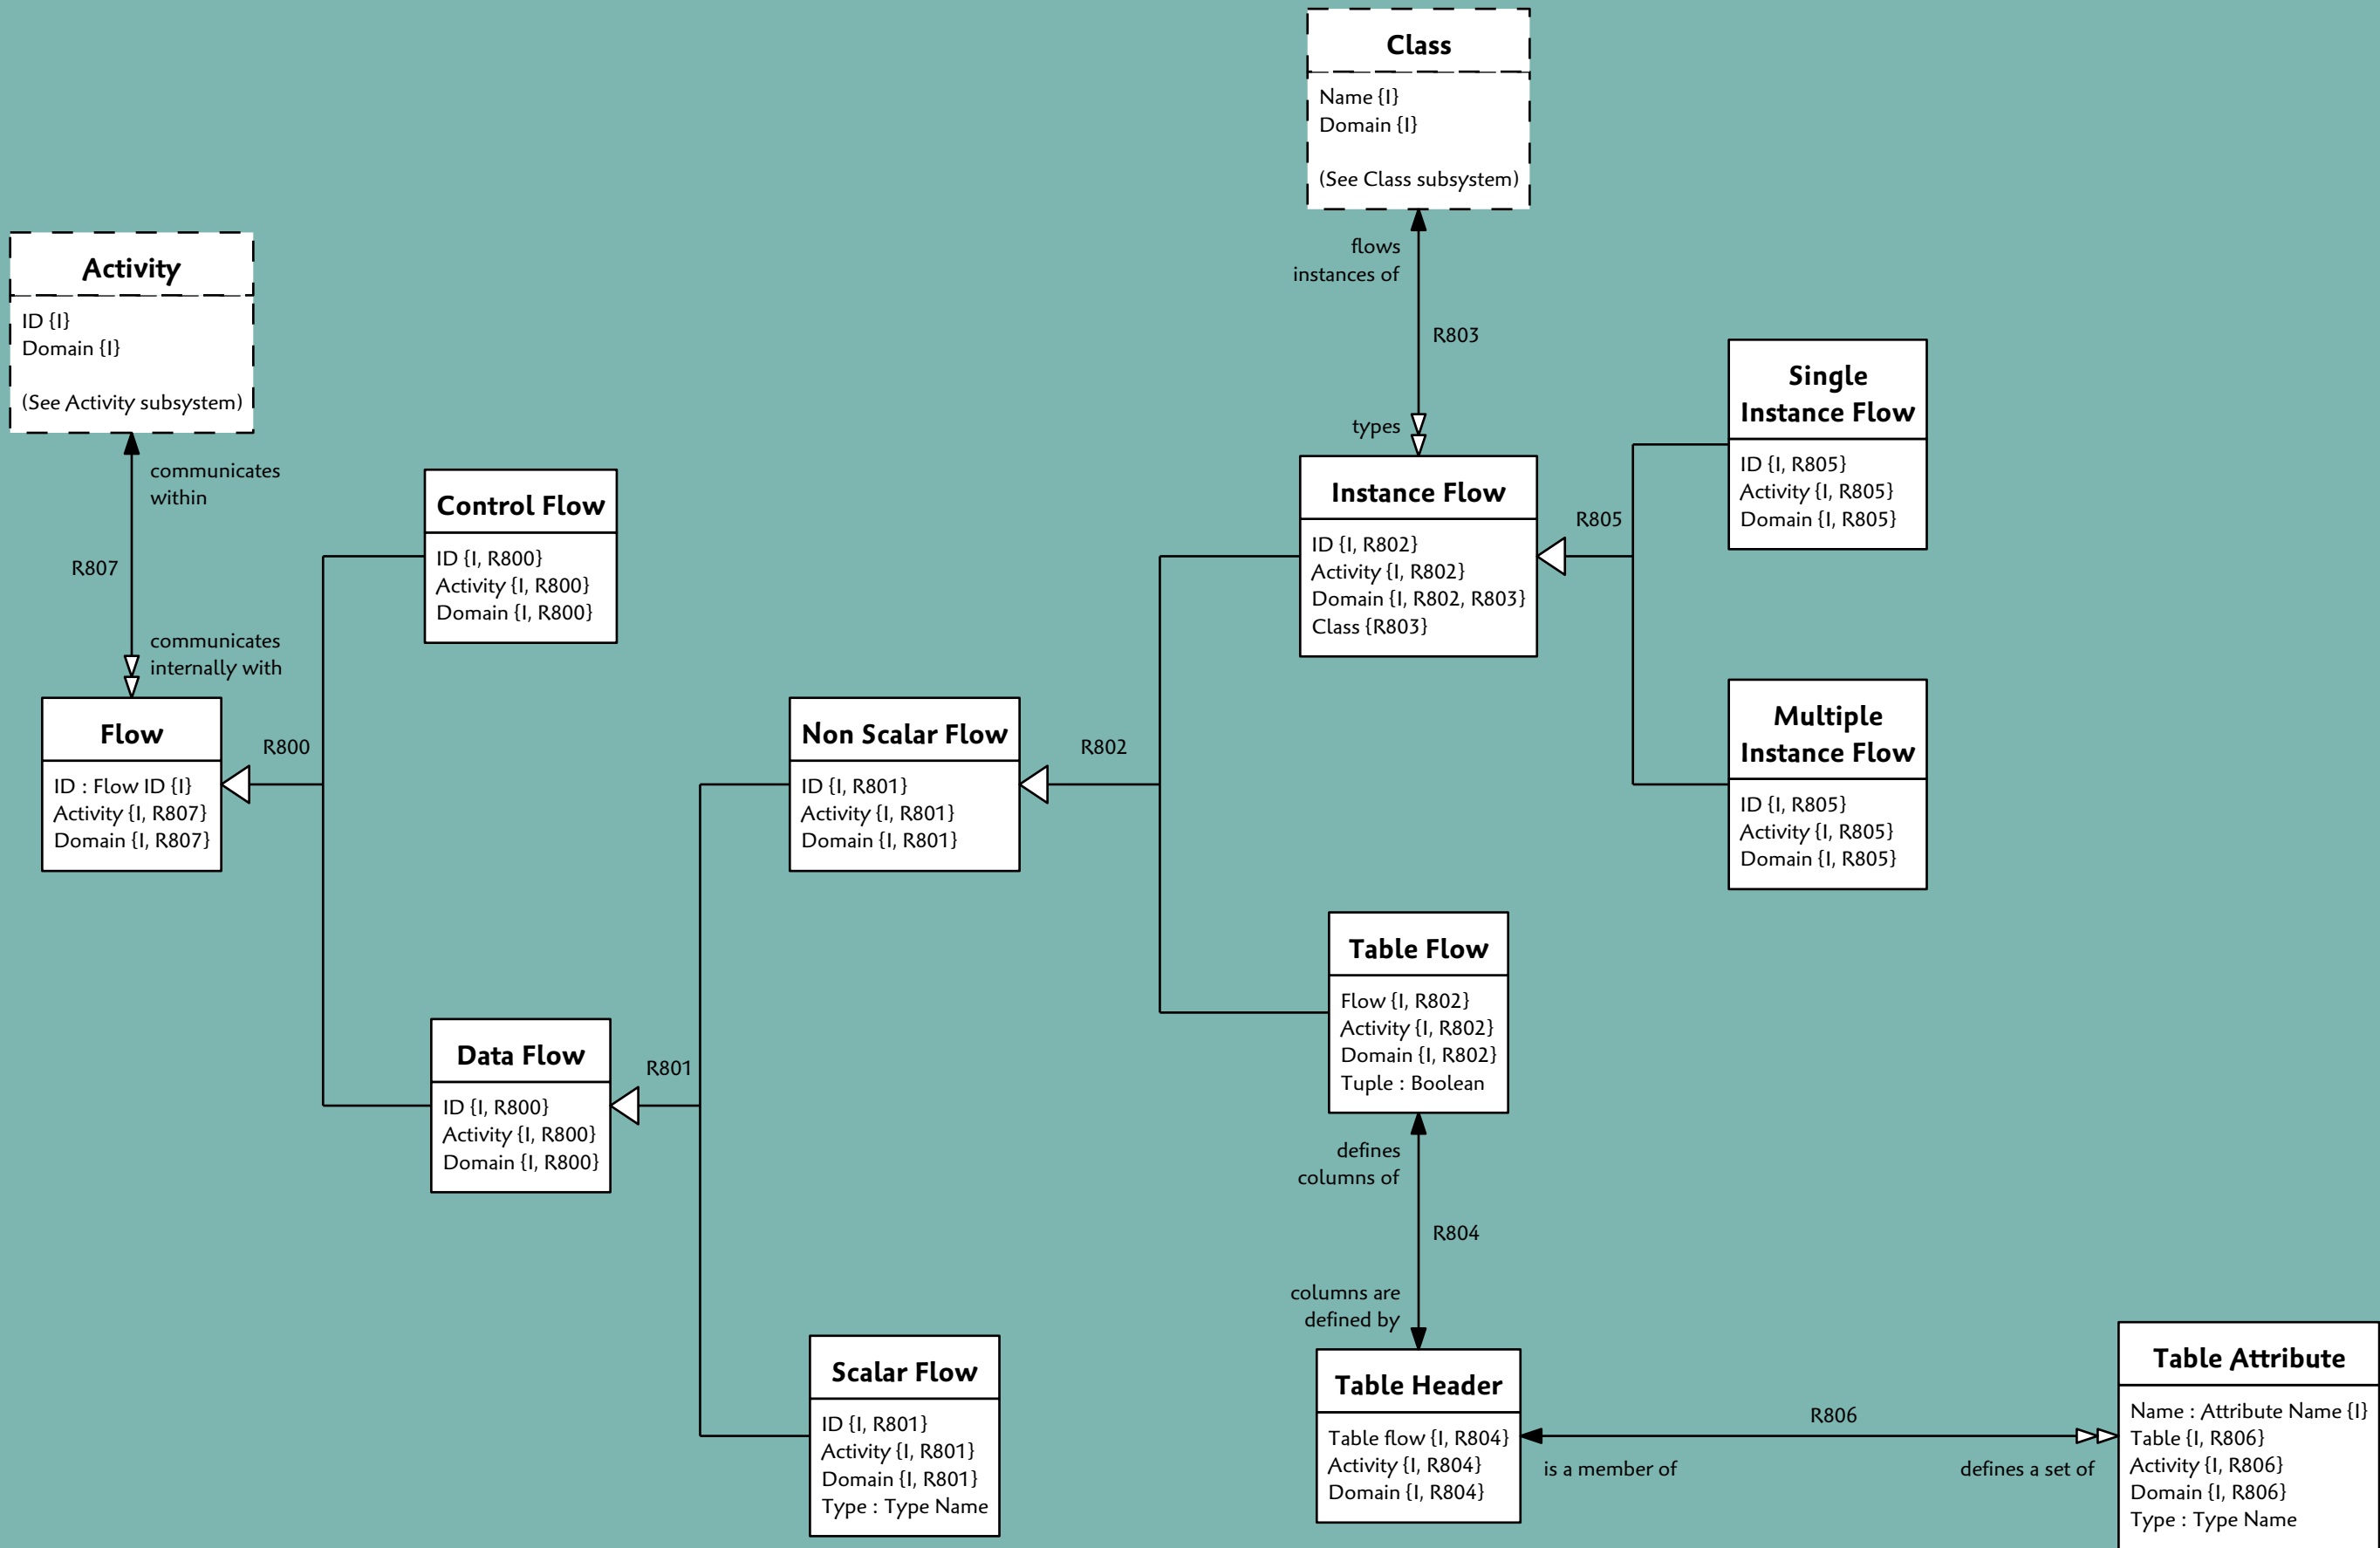 Class
Name {I}
Domain {I}
(See Class subsystem)
flows
instances of
R803
types
Activity
ID {I}
Domain {I}
(See Activity subsystem)
communicates
within
R807
communicates
internally with
Control Flow
ID {I, R800}
Activity {I, R800}
Domain {I, R800}
Flow
ID : Flow ID {I}
Activity {I, R807}
Domain {I, R807}
R800
Data Flow
ID {I, R800}
Activity {I, R800}
Domain {I, R800}
R801
Non Scalar Flow
ID {I, R801}
Activity {I, R801}
Domain {I, R801}
R802
Scalar Flow
ID {I, R801}
Activity {I, R801}
Domain {I, R801}
Type : Type Name
Instance Flow
ID {I, R802}
Activity {I, R802}
Domain {I, R802, R803}
Class {R803}
R805
Single
Instance Flow
ID {I, R805}
Activity {I, R805}
Domain {I, R805}
Multiple
Instance Flow
ID {I, R805}
Activity {I, R805}
Domain {I, R805}
Table Flow
Flow {I, R802}
Activity {I, R802}
Domain {I, R802}
Tuple : Boolean
defines
columns of
R804
columns are
defined by
Table Header
Table flow {I, R804}
Activity {I, R804}
Domain {I, R804}
R806
is a member of
defines a set of
Table Attribute
Name : Attribute Name {I}
Table {I, R806}
Activity {I, R806}
Domain {I, R806}
Type : Type Name